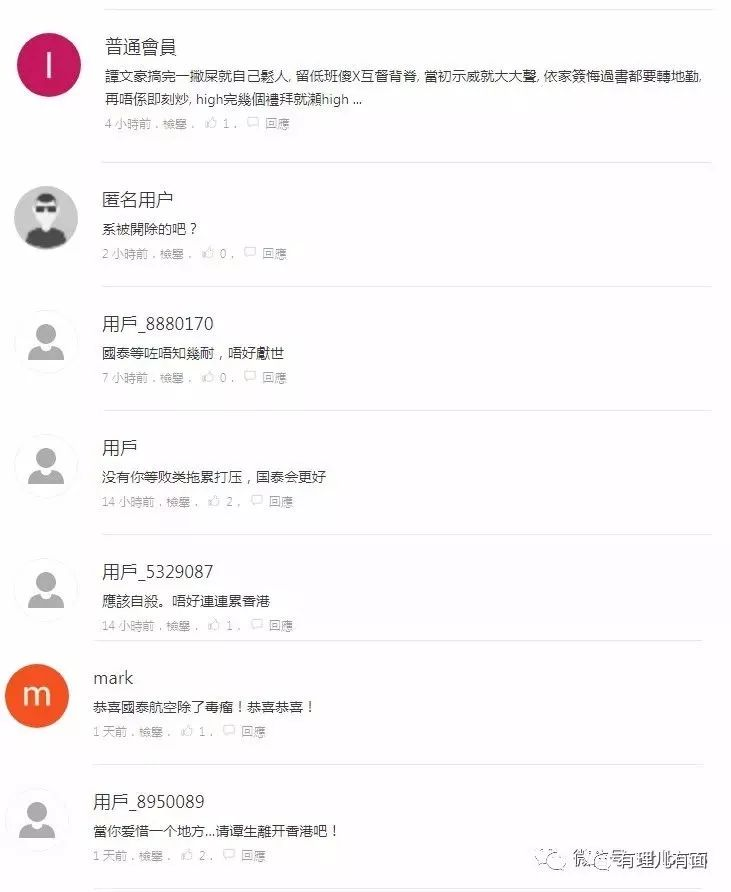 I
普通會員
譚文豪搞完一撇屎就自己鬆人, 留低班傻X互督背脊, 當初示威就大大聲, 依家簽悔過書都要轉地勤,
再唔係即刻炒, high完幾個禮拜就瀨high ...
4 小時前 . 檢舉 . 1 . 回應
匿名用户
系被開除的吧？
2 小時前 . 檢舉 . 0 . 回應
用戶_8880170
國泰等咗唔知幾耐，唔好獻世
7 小時前 . 檢舉 . 0 . 回應
用戶
没有你等败类拖累打压，国泰会更好
14 小時前 . 檢舉 . 2 . 回應
用戶_5329087
應該自殺。唔好連連累香港
14 小時前 . 檢舉 . 1 . 回應
m
mark
恭喜國泰航空除了毒瘤！恭喜恭喜！
1 天前 . 檢舉 . 1 . 回應
用戶_8950089
當你爱惜一个地方...请谭生離开香港吧！
1 天前 . 檢舉 . 2 . 回應
有理儿有面